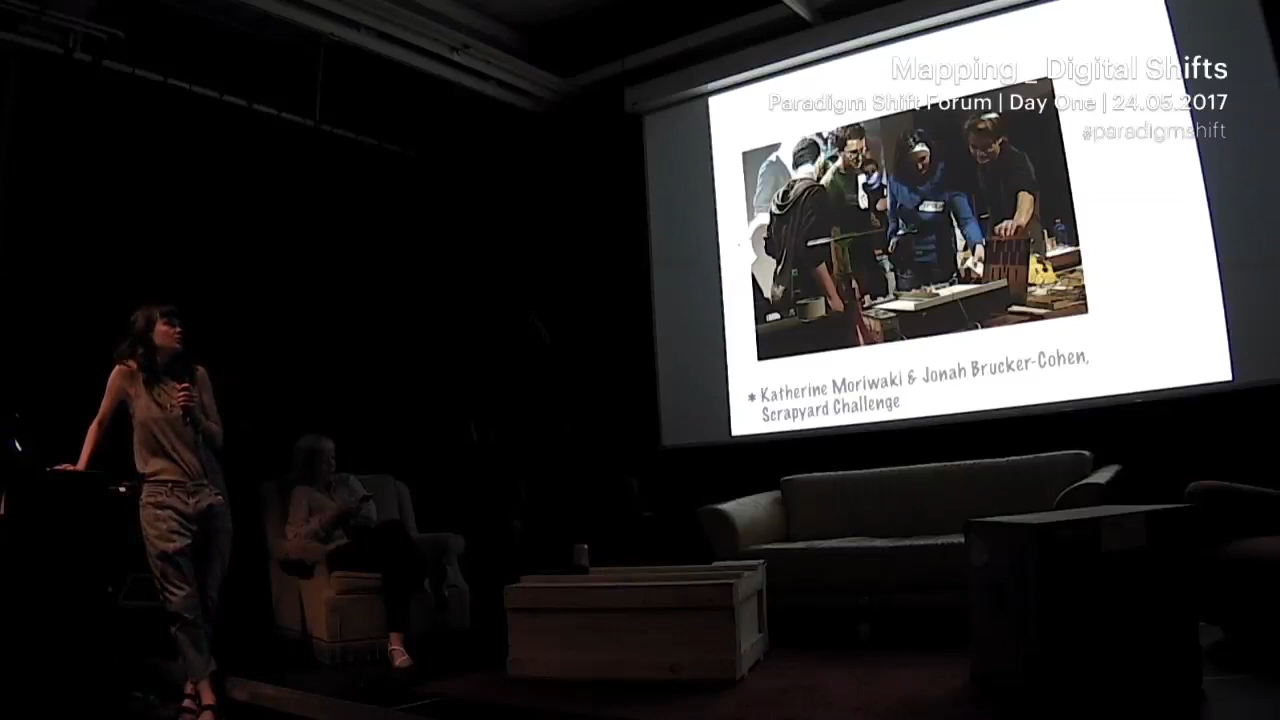 Mapping _ Digital Shifts
Paradigm Shift Forum | Day One | 24.05.2017
#paradigmshift
* Katherine Moriwaki & Jonah Brucker-Cohen,
Scrapyard Challenge